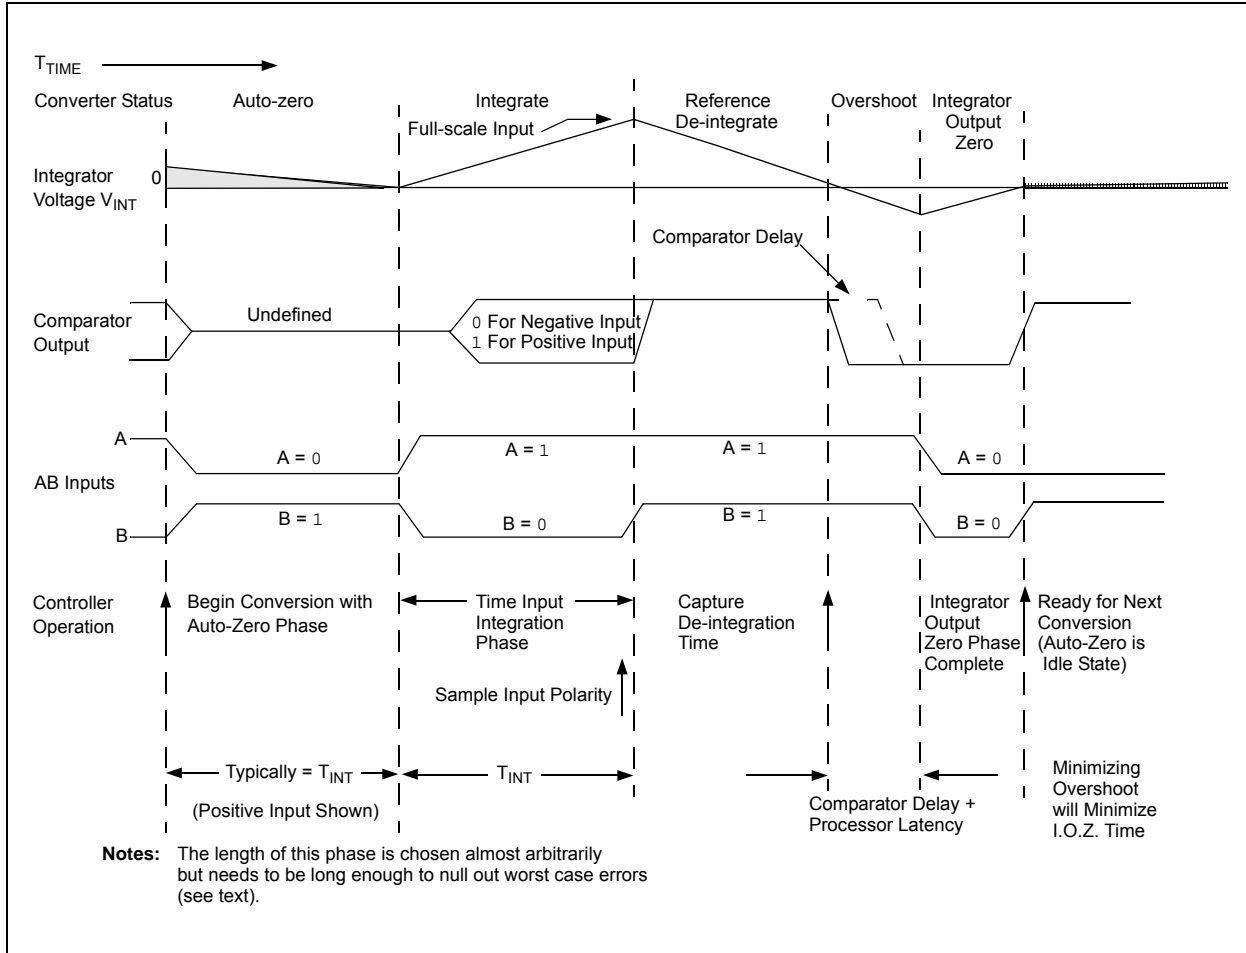 TTIME
Converter Status
Auto-zero
Integrate
Full-scale Input
Reference
De-integrate
Overshoot
Integrator
Output
Zero
Integrator
Voltage VINT
0
Comparator Delay
Comparator
Output
Undefined
0 For Negative Input
1 For Positive Input
A
AB Inputs
B
A = 0
A = 1
A = 1
A = 0
B = 1
B = 0
B = 1
B = 0
Controller
Operation
Begin Conversion with
Auto-Zero Phase
Time Input
Integration
Phase
Sample Input Polarity
Capture
De-integration
Time
Integrator
Output
Zero Phase
Complete
Ready for Next
Conversion
(Auto-Zero is
Idle State)
Typically = TINT
(Positive Input Shown)
TINT
Comparator Delay +
Processor Latency
Minimizing
Overshoot
will Minimize
I.O.Z. Time
Notes: The length of this phase is chosen almost arbitrarily
but needs to be long enough to null out worst case errors
(see text).